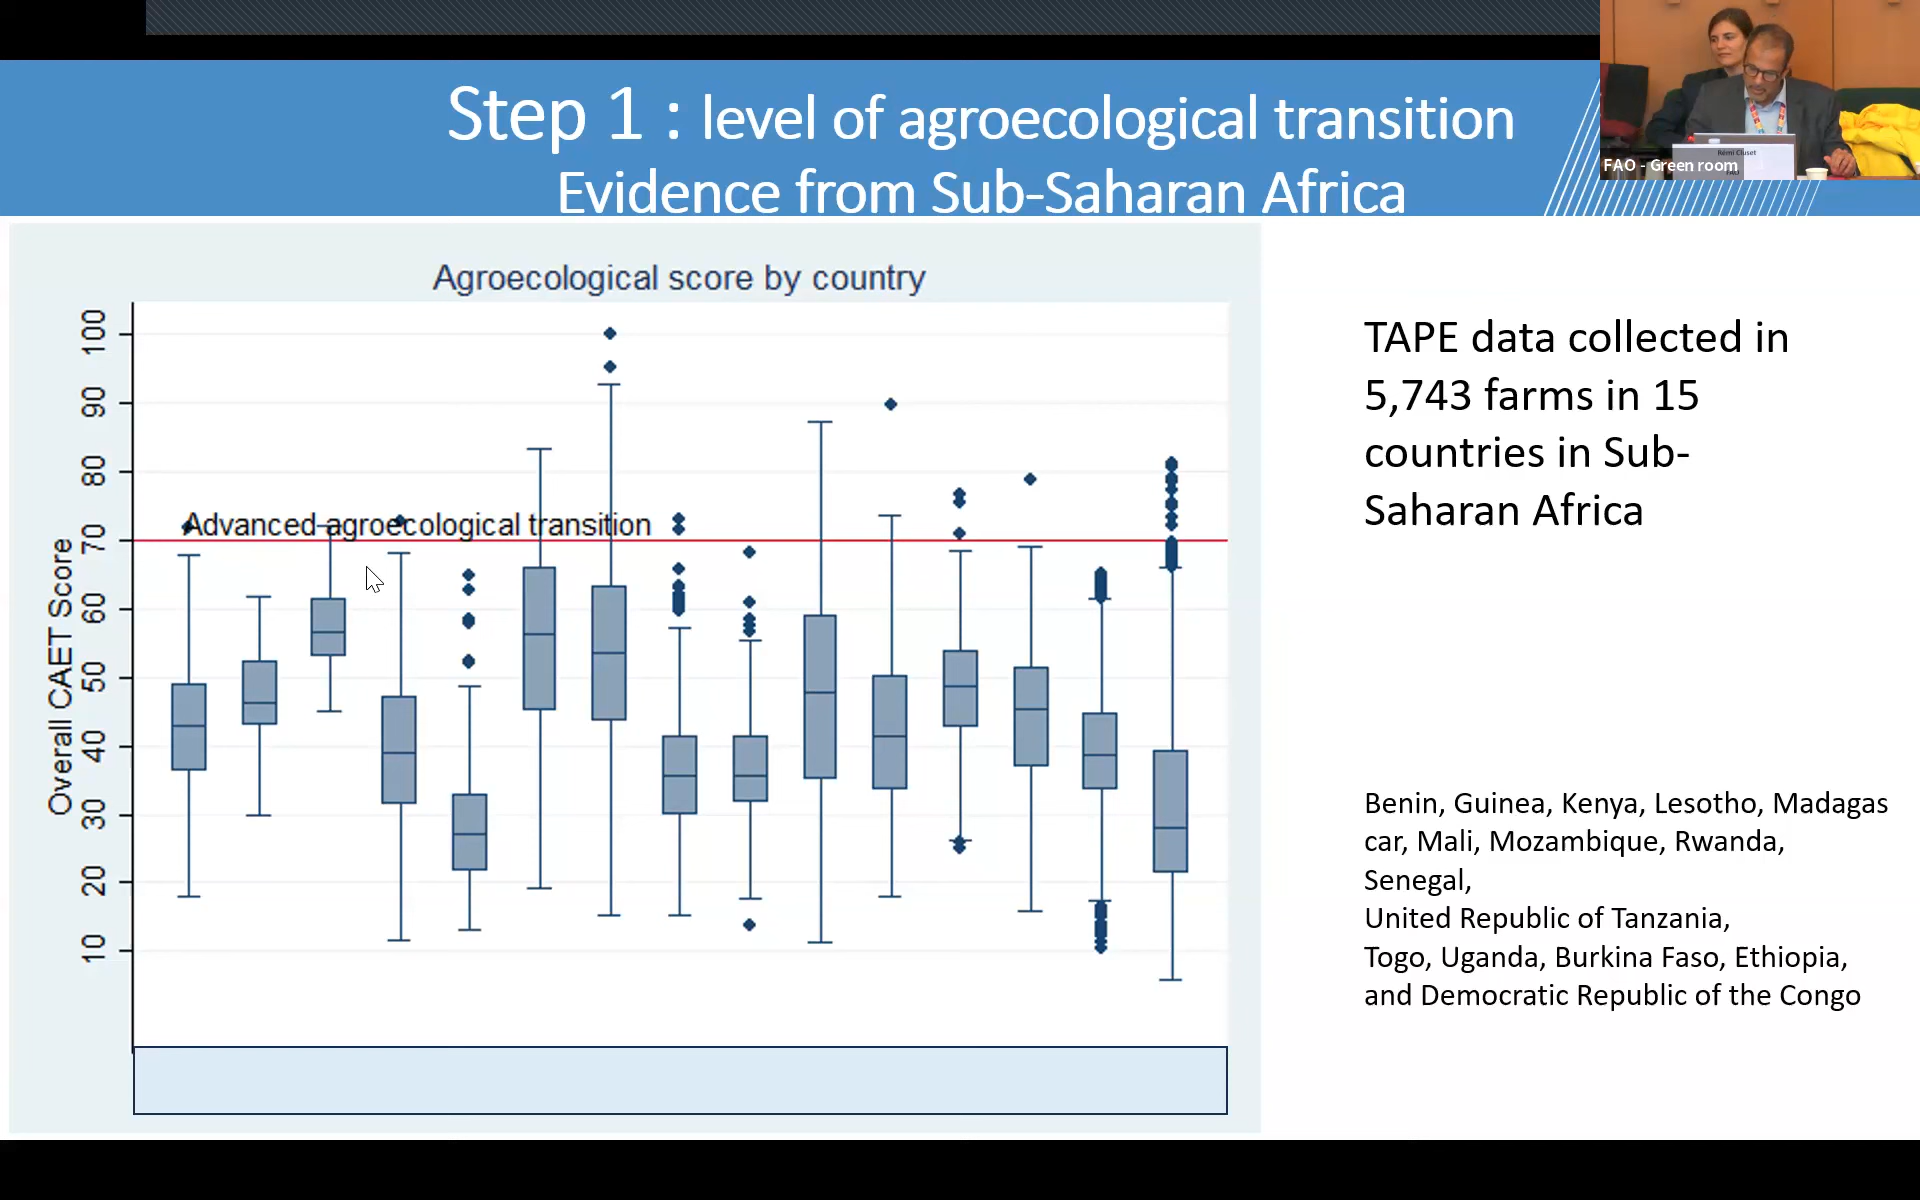 Step 1 : level of agroecological transition
Evidence from Sub-Saharan Africa
Rémi Cluset
FAO - Green room
Agroecological score by country
Overall CAET Score
100
90
80
70
60
50
40
30
20
10
Advanced agroecological transition
TAPE data collected in
5,743 farms in 15
countries in Sub-
Saharan Africa
Benin, Guinea, Kenya, Lesotho, Madagas
car, Mali, Mozambique, Rwanda,
Senegal,
United Republic of Tanzania,
Togo, Uganda, Burkina Faso, Ethiopia,
and Democratic Republic of the Congo